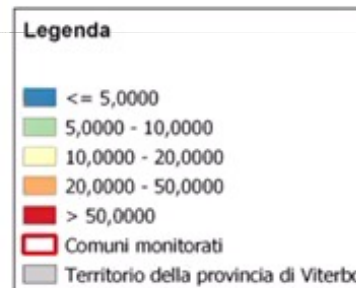 Legenda
<= 5,0000
5,0000 - 10,0000
10,0000 - 20,0000
20,0000 - 50,0000
> 50,0000
Comuni monitorati
Territorio della provincia di Viterbo